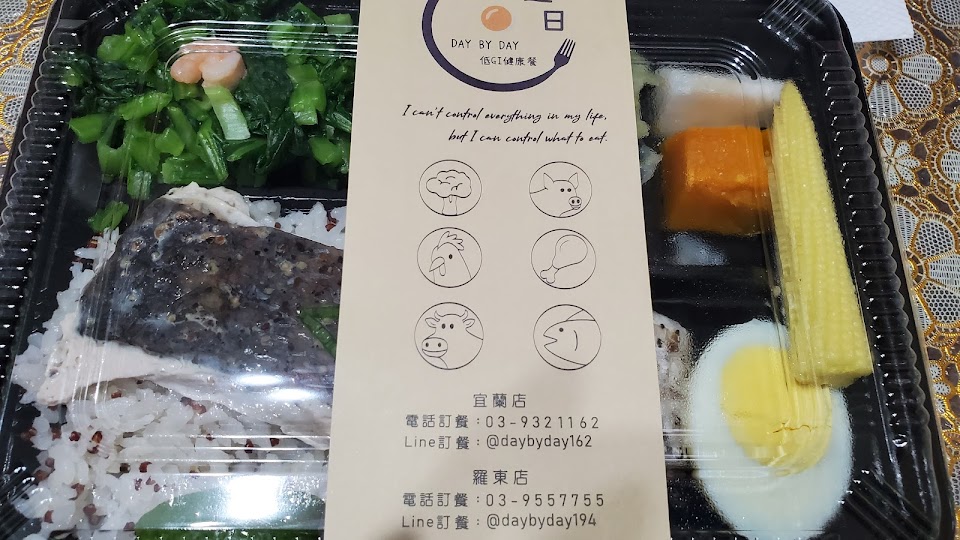 日
DAY BY DAY
低GI健康餐
I can't control everything in my life,
but I can control what to eat.
宜蘭店
電話訂餐：03-9321162
Line訂餐：@daybyday162
羅東店
電話訂餐：03-9557755
Line訂餐：@daybyday194